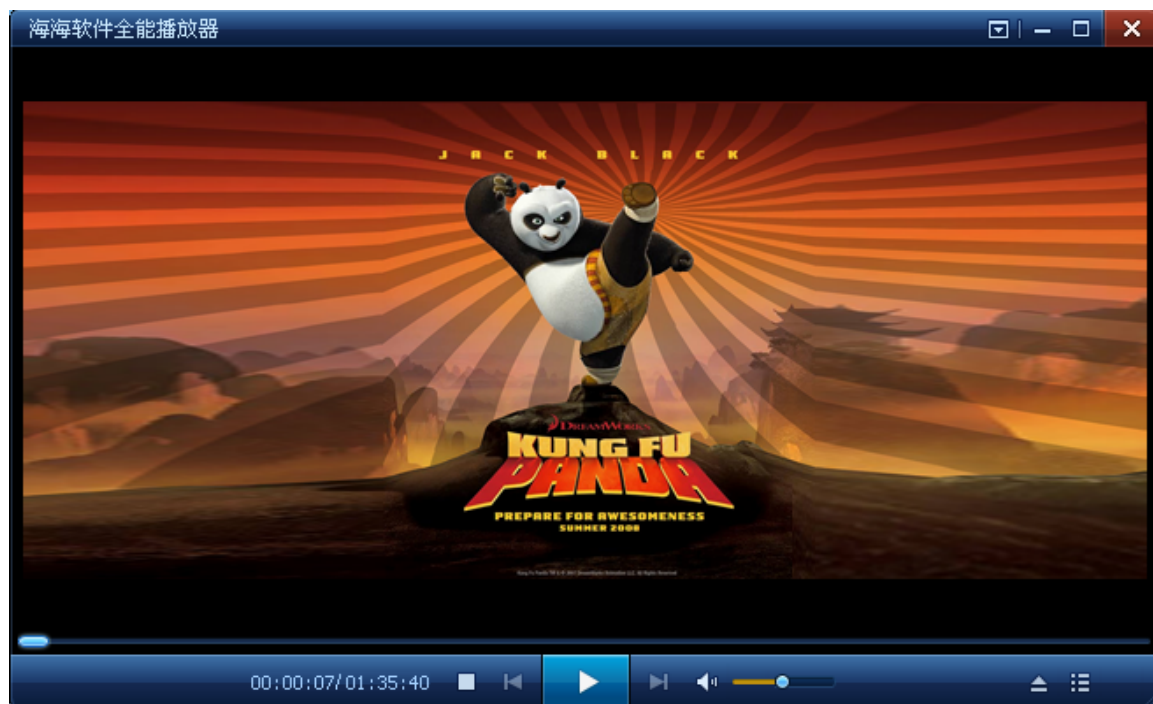 海海软件全能播放器
JACK BLACK
DREAMWORKS
KUNG FU
PANDA
PREPARE FOR AWESOMENESS
SUMMER 2008
00:00:07/01:35:40